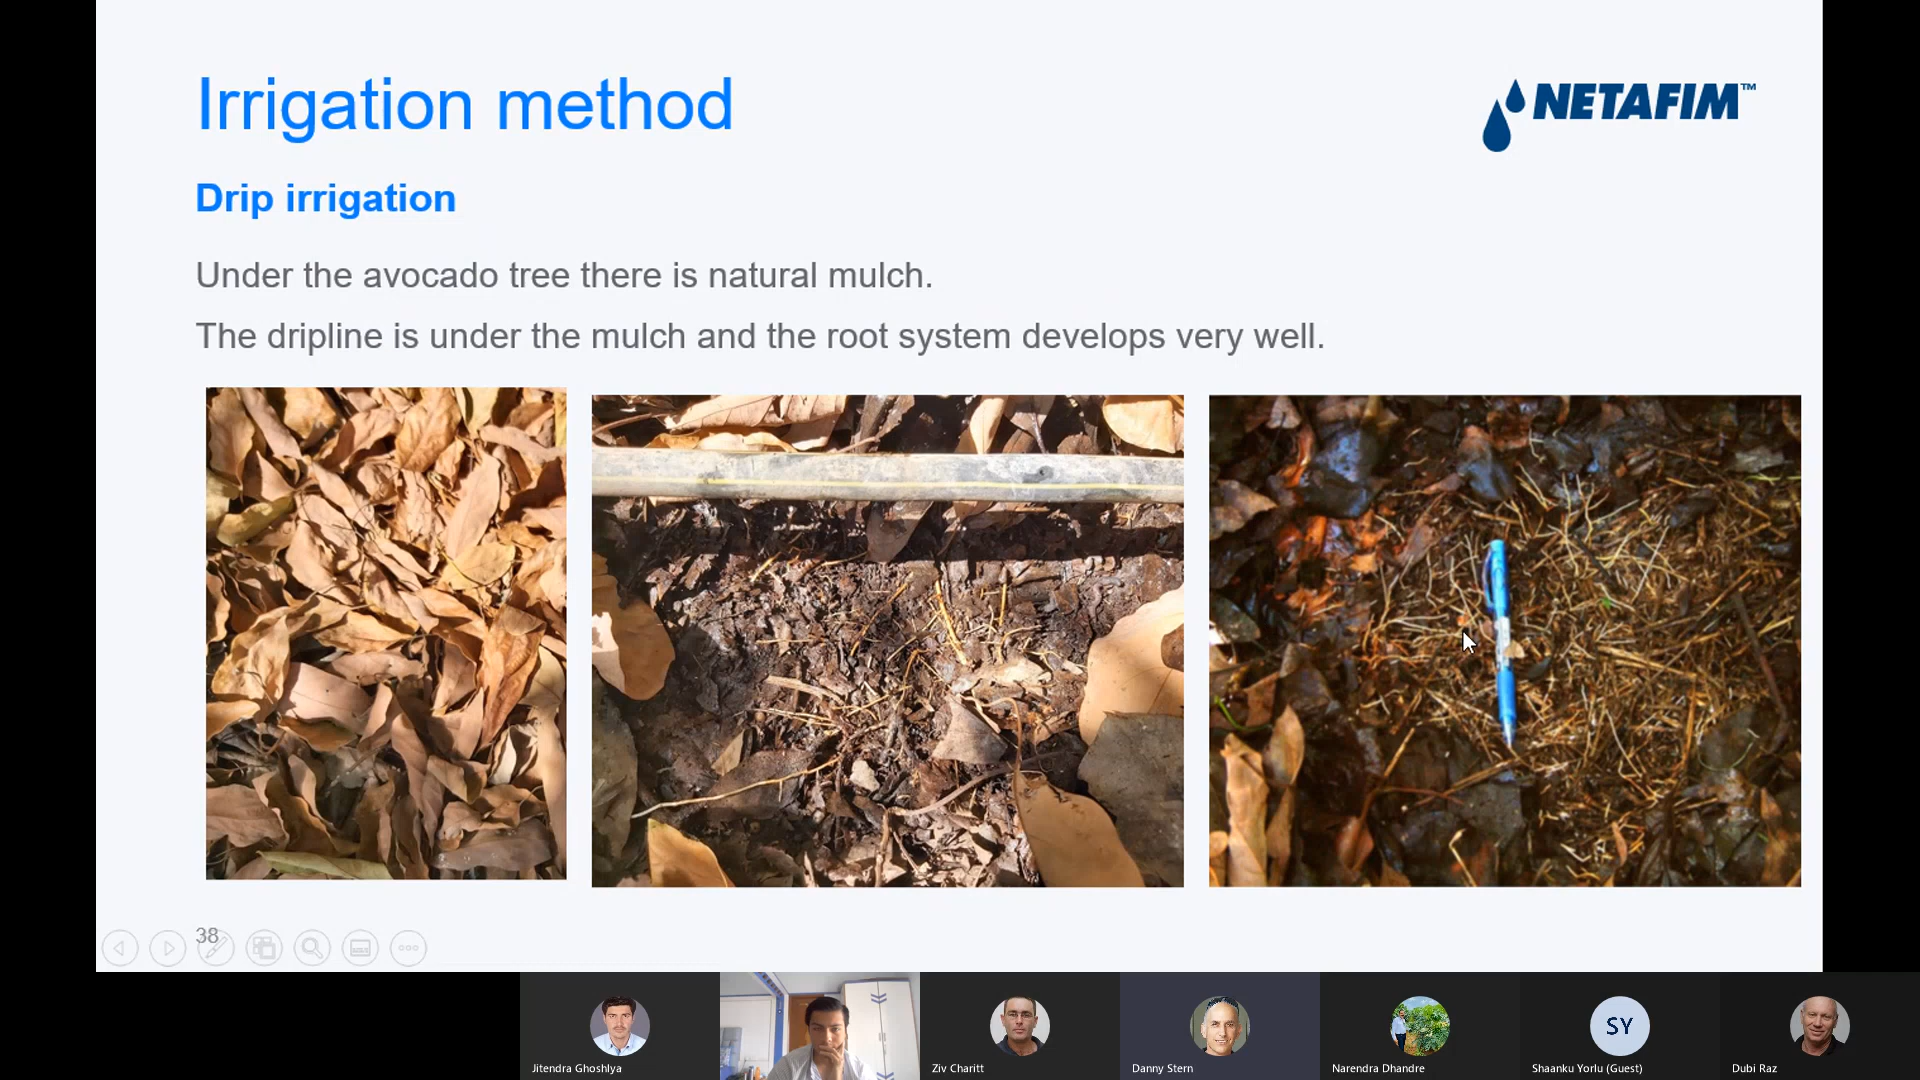 Irrigation method
NETAFIM™
Drip irrigation
Under the avocado tree there is natural mulch.
The dripline is under the mulch and the root system develops very well.
38
SY
Jitendra Ghoshlya
Ziv Charitt
Danny Stern
Narendra Dhandre
Shaanku Yorlu (Guest)
Dubi Raz